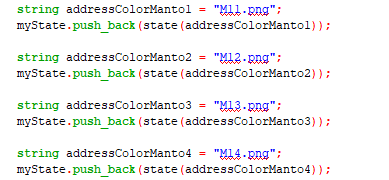 string addressColorManto1 = "M11.png";
myState.push_back(state(addressColorManto1));
string addressColorManto2 = "M12.png";
myState.push_back(state(addressColorManto2));
string addressColorManto3 = "M13.png";
myState.push_back(state(addressColorManto3));
string addressColorManto4 = "M14.png";
myState.push_back(state(addressColorManto4));